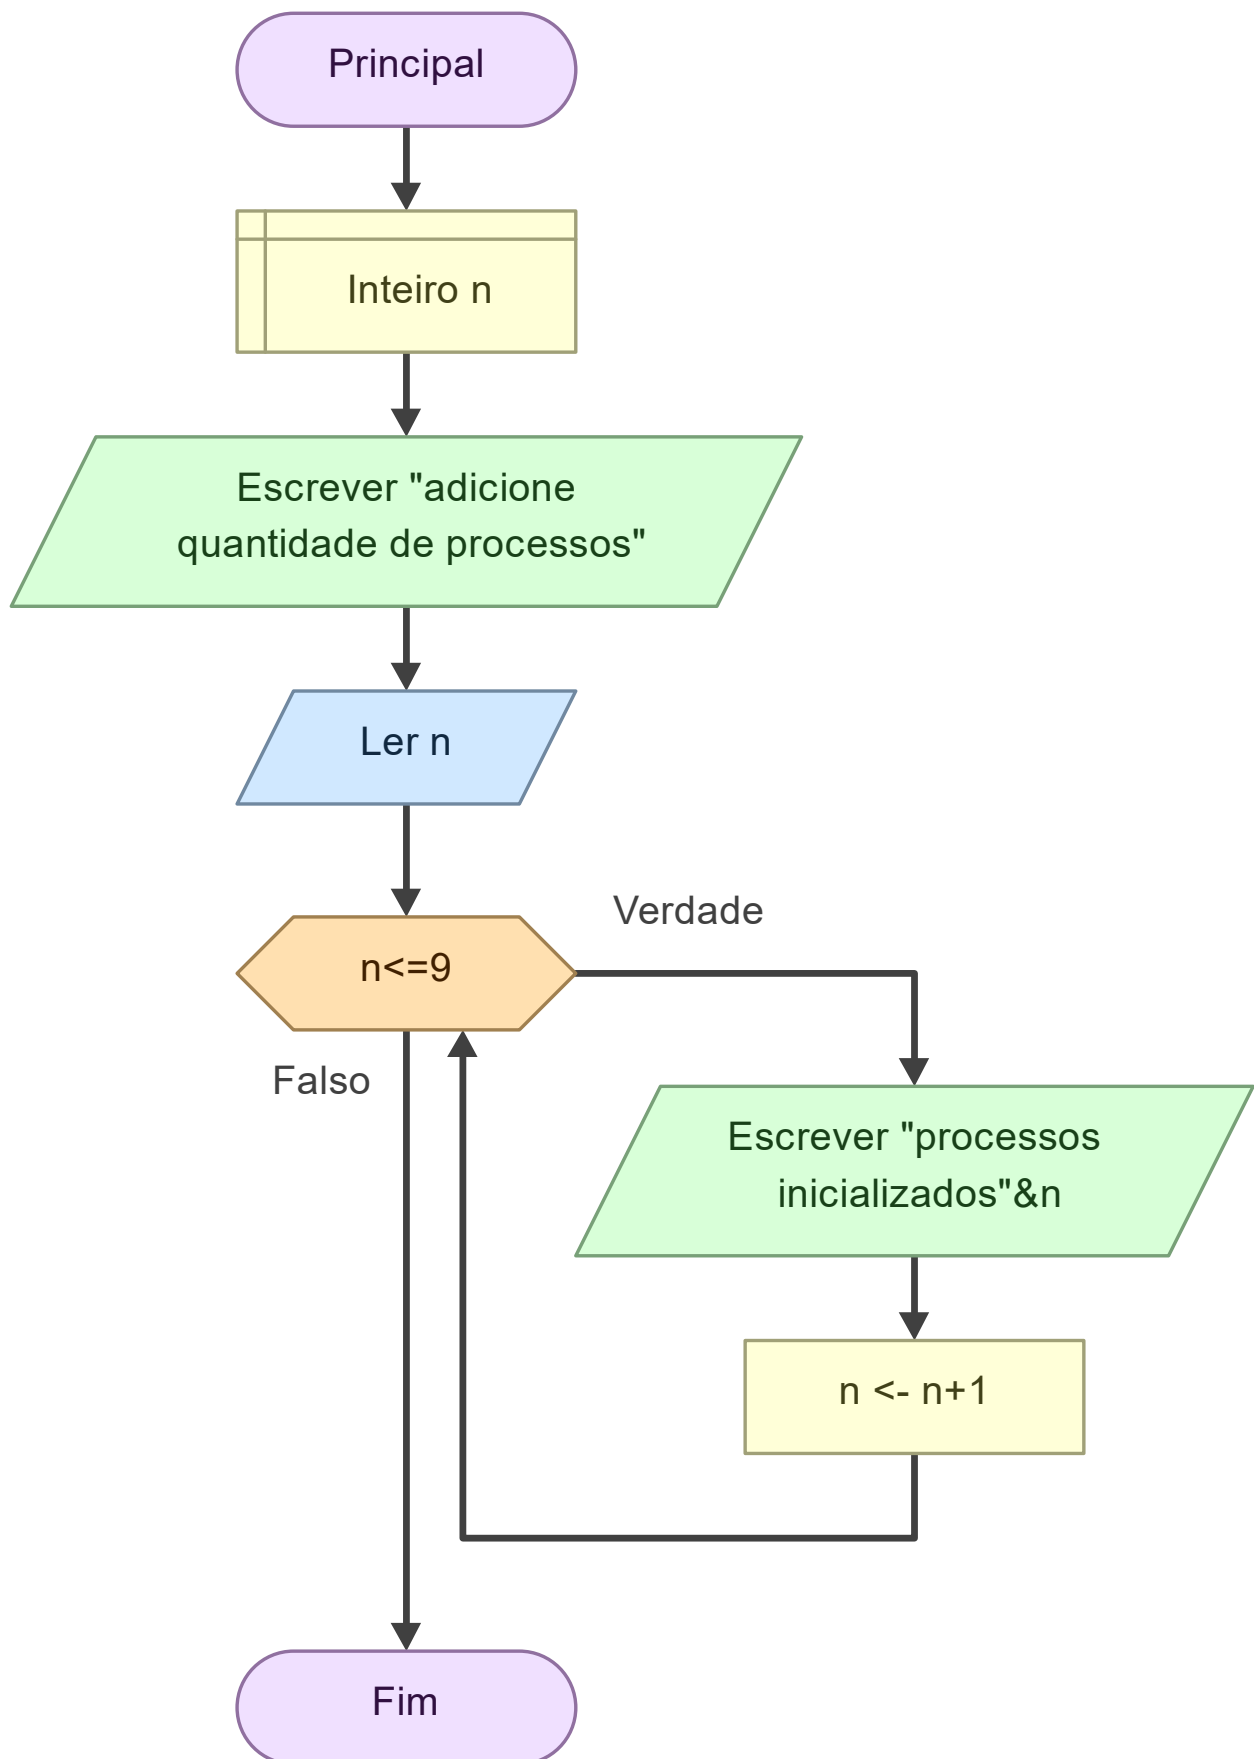 Principal
Inteiro n
Escrever "adicione
quantidade de processos"
Ler n
n<=9
Verdade
Falso
Escrever "processos
inicializados"&n
n <- n+1
Fim